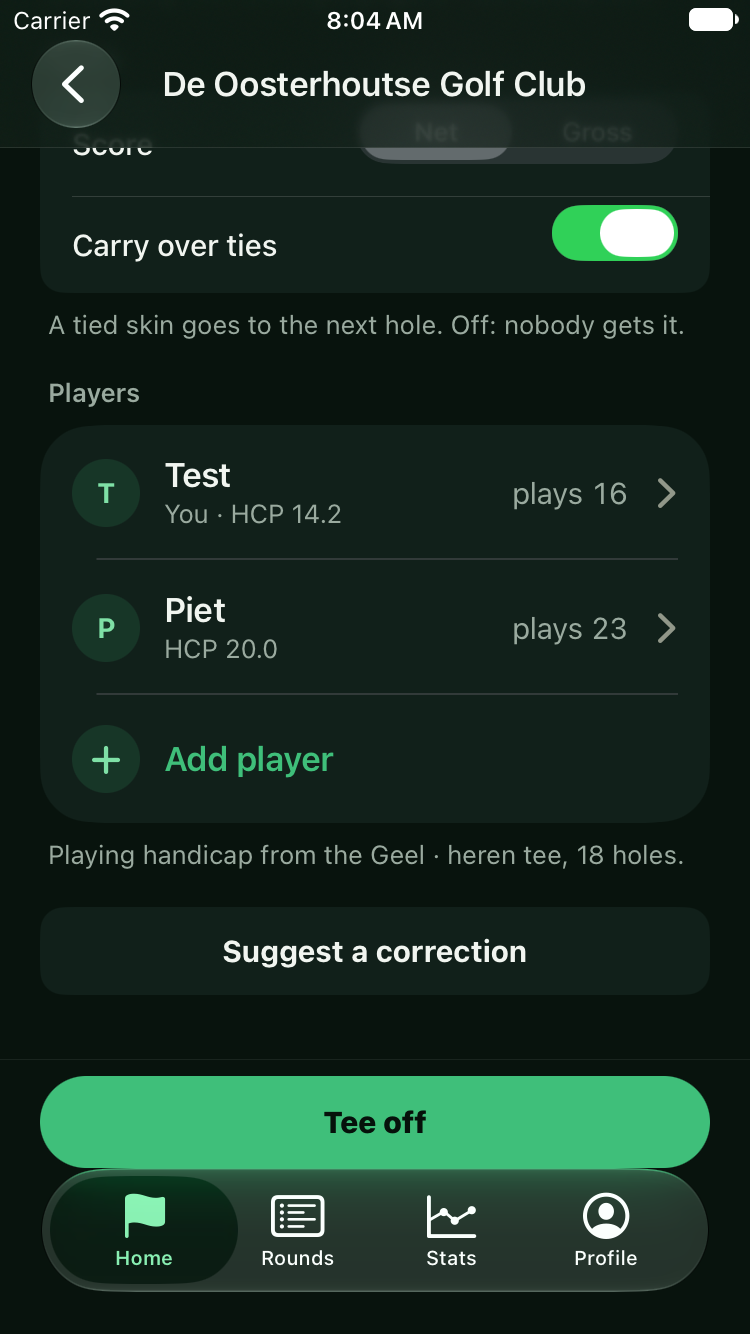 Carrier 8:04 AM
De Oosterhoutse Golf Club
Score Net Gross
Carry over ties
A tied skin goes to the next hole. Off: nobody gets it.
Players
T Test plays 16
You · HCP 14.2
P Piet plays 23
HCP 20.0
Add player
Playing handicap from the Geel · heren tee, 18 holes.
Suggest a correction
Tee off
Home Rounds Stats Profile